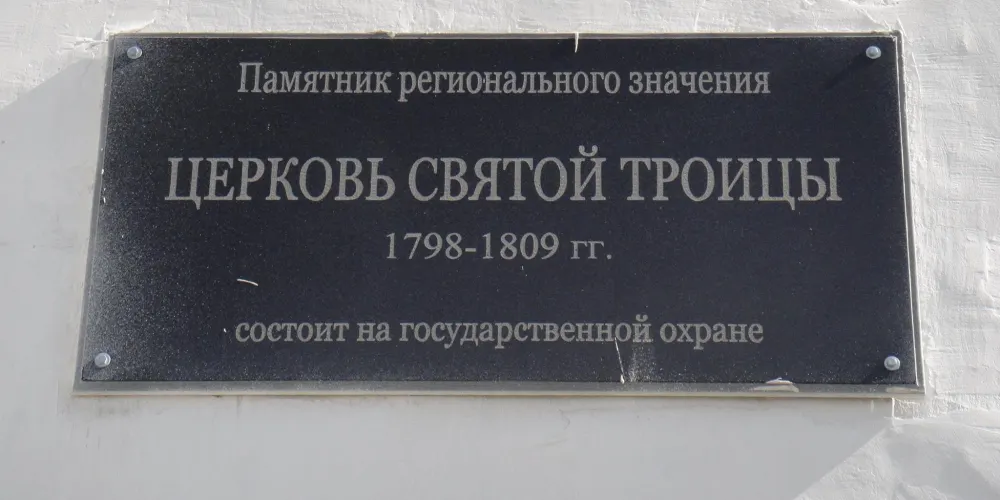 Памятник регионального значения
ЦЕРКОВЬ СВЯТОЙ ТРОИЦЫ
1798-1809 гг.
состоит на государственной охране